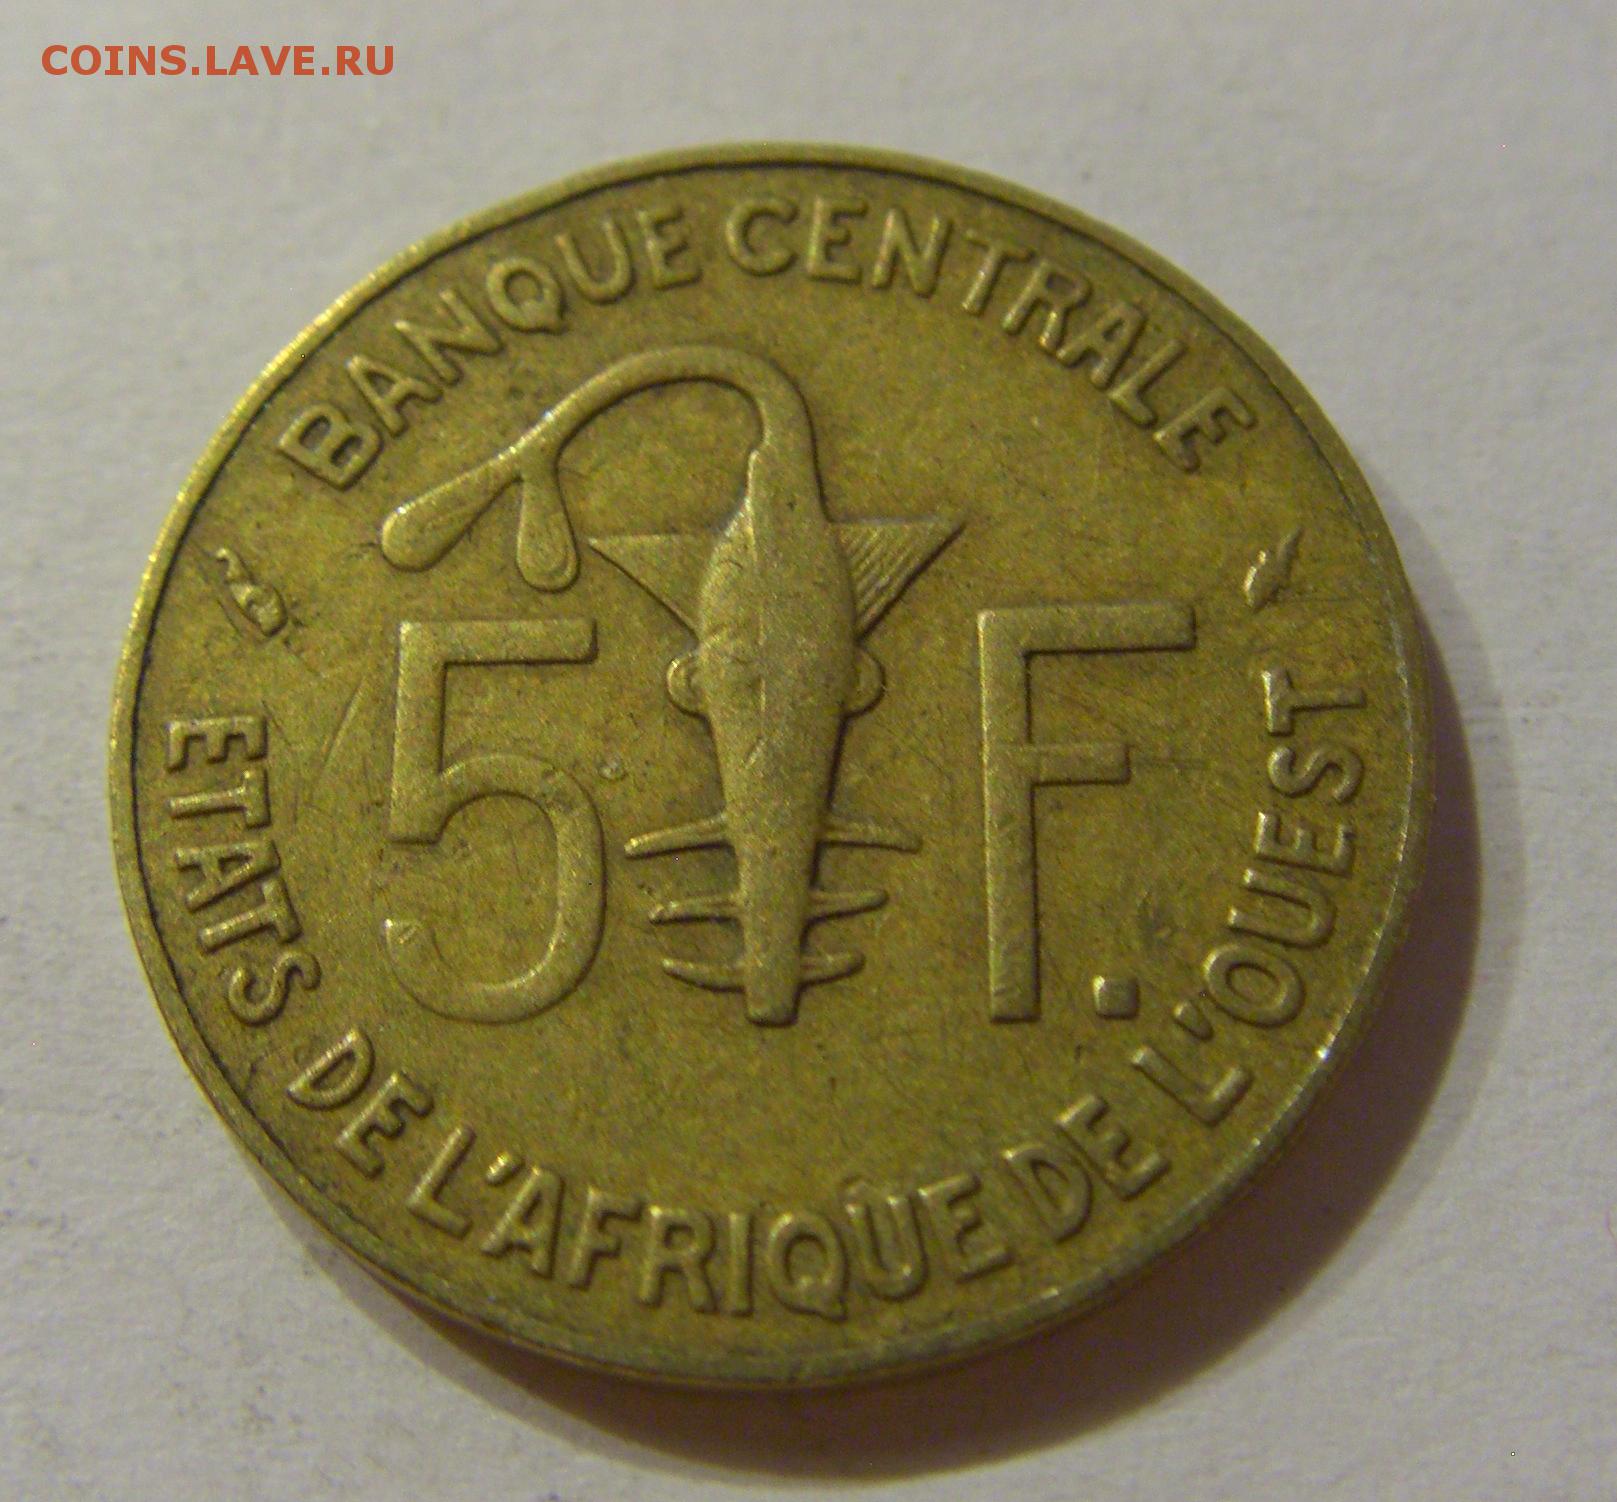 COINS.LAVE.RU
BANQUE CENTRALE
5 F.
ETATS DE L'AFRIQUE DE L'OUEST